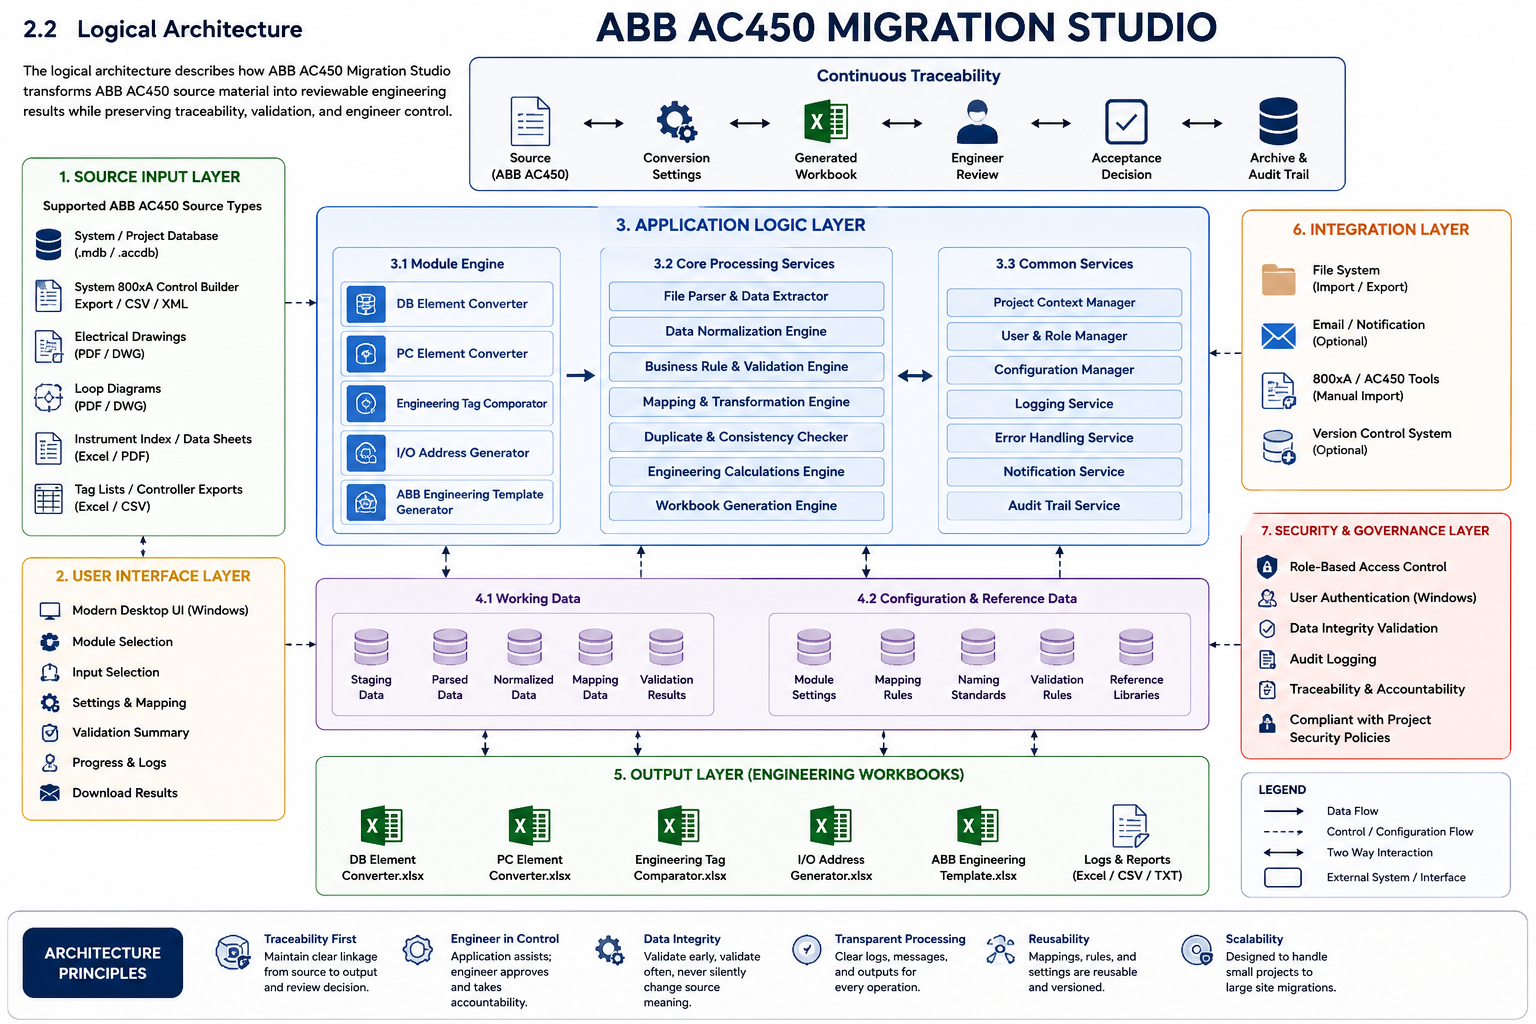 2.2 Logical Architecture
ABB AC450 MIGRATION STUDIO
The logical architecture describes how ABB AC450 Migration Studio
transforms ABB AC450 source material into reviewable engineering
results while preserving traceability, validation, and engineer control.
Continuous Traceability
Source
(ABB AC450)
Conversion
Settings
Generated
Workbook
Engineer
Review
Acceptance
Decision
Archive &
Audit Trail
1. SOURCE INPUT LAYER
Supported ABB AC450 Source Types
System / Project Database
(.mdb / .accdb)
System 800xA Control Builder
Export / CSV / XML
Electrical Drawings
(PDF / DWG)
Loop Diagrams
(PDF / DWG)
Instrument Index / Data Sheets
(Excel / PDF)
Tag Lists / Controller Exports
(Excel / CSV)
2. USER INTERFACE LAYER
Modern Desktop UI (Windows)
Module Selection
Input Selection
Settings & Mapping
Validation Summary
Progress & Logs
Download Results
3. APPLICATION LOGIC LAYER
3.1 Module Engine
DB Element Converter
PC Element Converter
Engineering Tag Comporator
I/O Address Generator
ABB Engineering Template
Generator
3.2 Core Processing Services
File Parser & Data Extractor
Data Normalization Engine
Business Rule & Validation Engine
Mapping & Transformation Engine
Duplicate & Consistency Checker
Engineering Calculations Engine
Workbook Generation Engine
3.3 Common Services
Project Context Manager
User & Role Manager
Configuration Manager
Logging Service
Error Handling Service
Notification Service
Audit Trail Service
4.1 Working Data
Staging
Data
Parsed
Data
Normalized
Data
Mapping
Data
Validation
Results
4.2 Configuration & Reference Data
Module
Settings
Mapping
Rules
Naming
Standards
Validation
Rules
Reference
Libraries
5. OUTPUT LAYER (ENGINEERING WORKBOOKS)
X
DB Element
Converter.xlsx
X
PC Element
Converter.xlsx
X
Engineering Tag
Comparator.xlsx
X
I/O Address
Generator.xlsx
X
ABB Engineering
Template.xlsx
Logs & Reports
(Excel / CSV / TXT)
6. INTEGRATION LAYER
File System
(Import / Export)
Email / Notification
(Optional)
800xA / AC450 Tools
(Manual Import)
Version Control System
(Optional)
7. SECURITY & GOVERNANCE LAYER
Role-Based Access Control
User Authentication (Windows)
Data Integrity Validation
Audit Logging
Traceability & Accountability
Compliant with Project
Security Policies
LEGEND
Data Flow
Control / Configuration Flow
Two Way Interaction
External System / Interface
ARCHITECTURE
PRINCIPLES
Traceability First
Maintain clear linkage
from source to output
and review decision.
Engineer in Control
Application assists;
engineer approves
and takes
accountability.
Data Integrity
Validate early, validate
often, never silently
change source
meaning.
Transparent Processing
Clear logs, messages,
and outputs for
every operation.
Reusability
Mappings, rules, and
settings are reusable
and versioned.
Scalability
Designed to handle
small projects to
large site migrations.